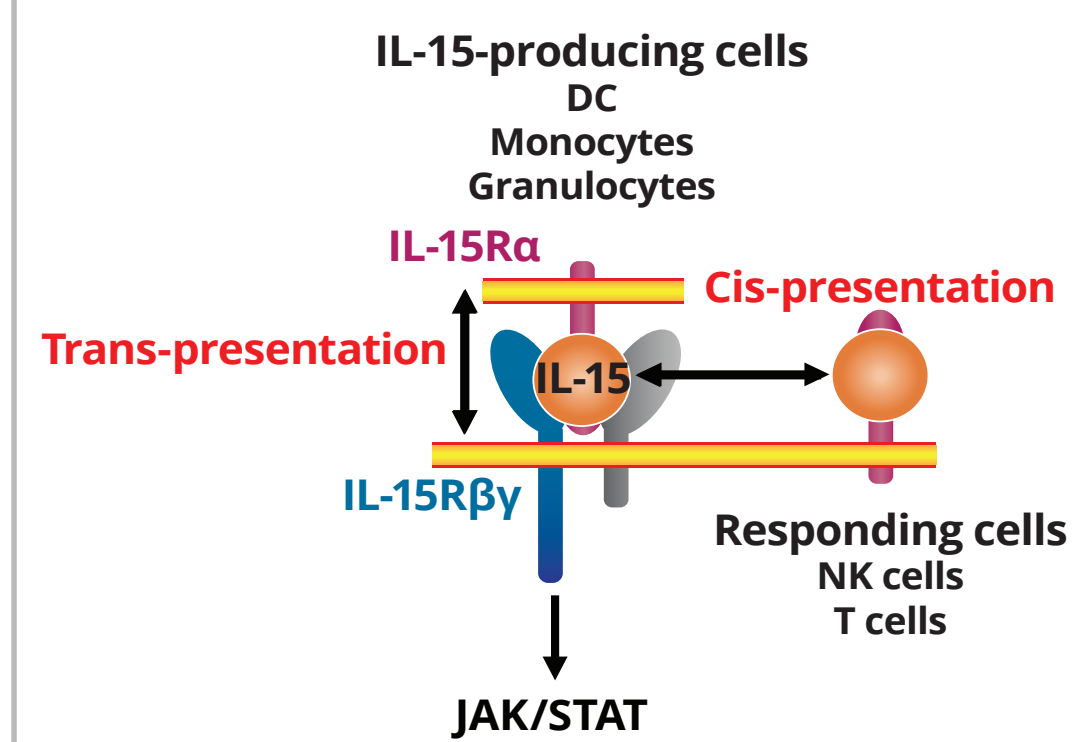 IL-15-producing cells
DC
Monocytes
Granulocytes
IL-15Rα
Cis-presentation
Trans-presentation
IL-15
IL-15Rβγ
Responding cells
NK cells
T cells
JAK/STAT